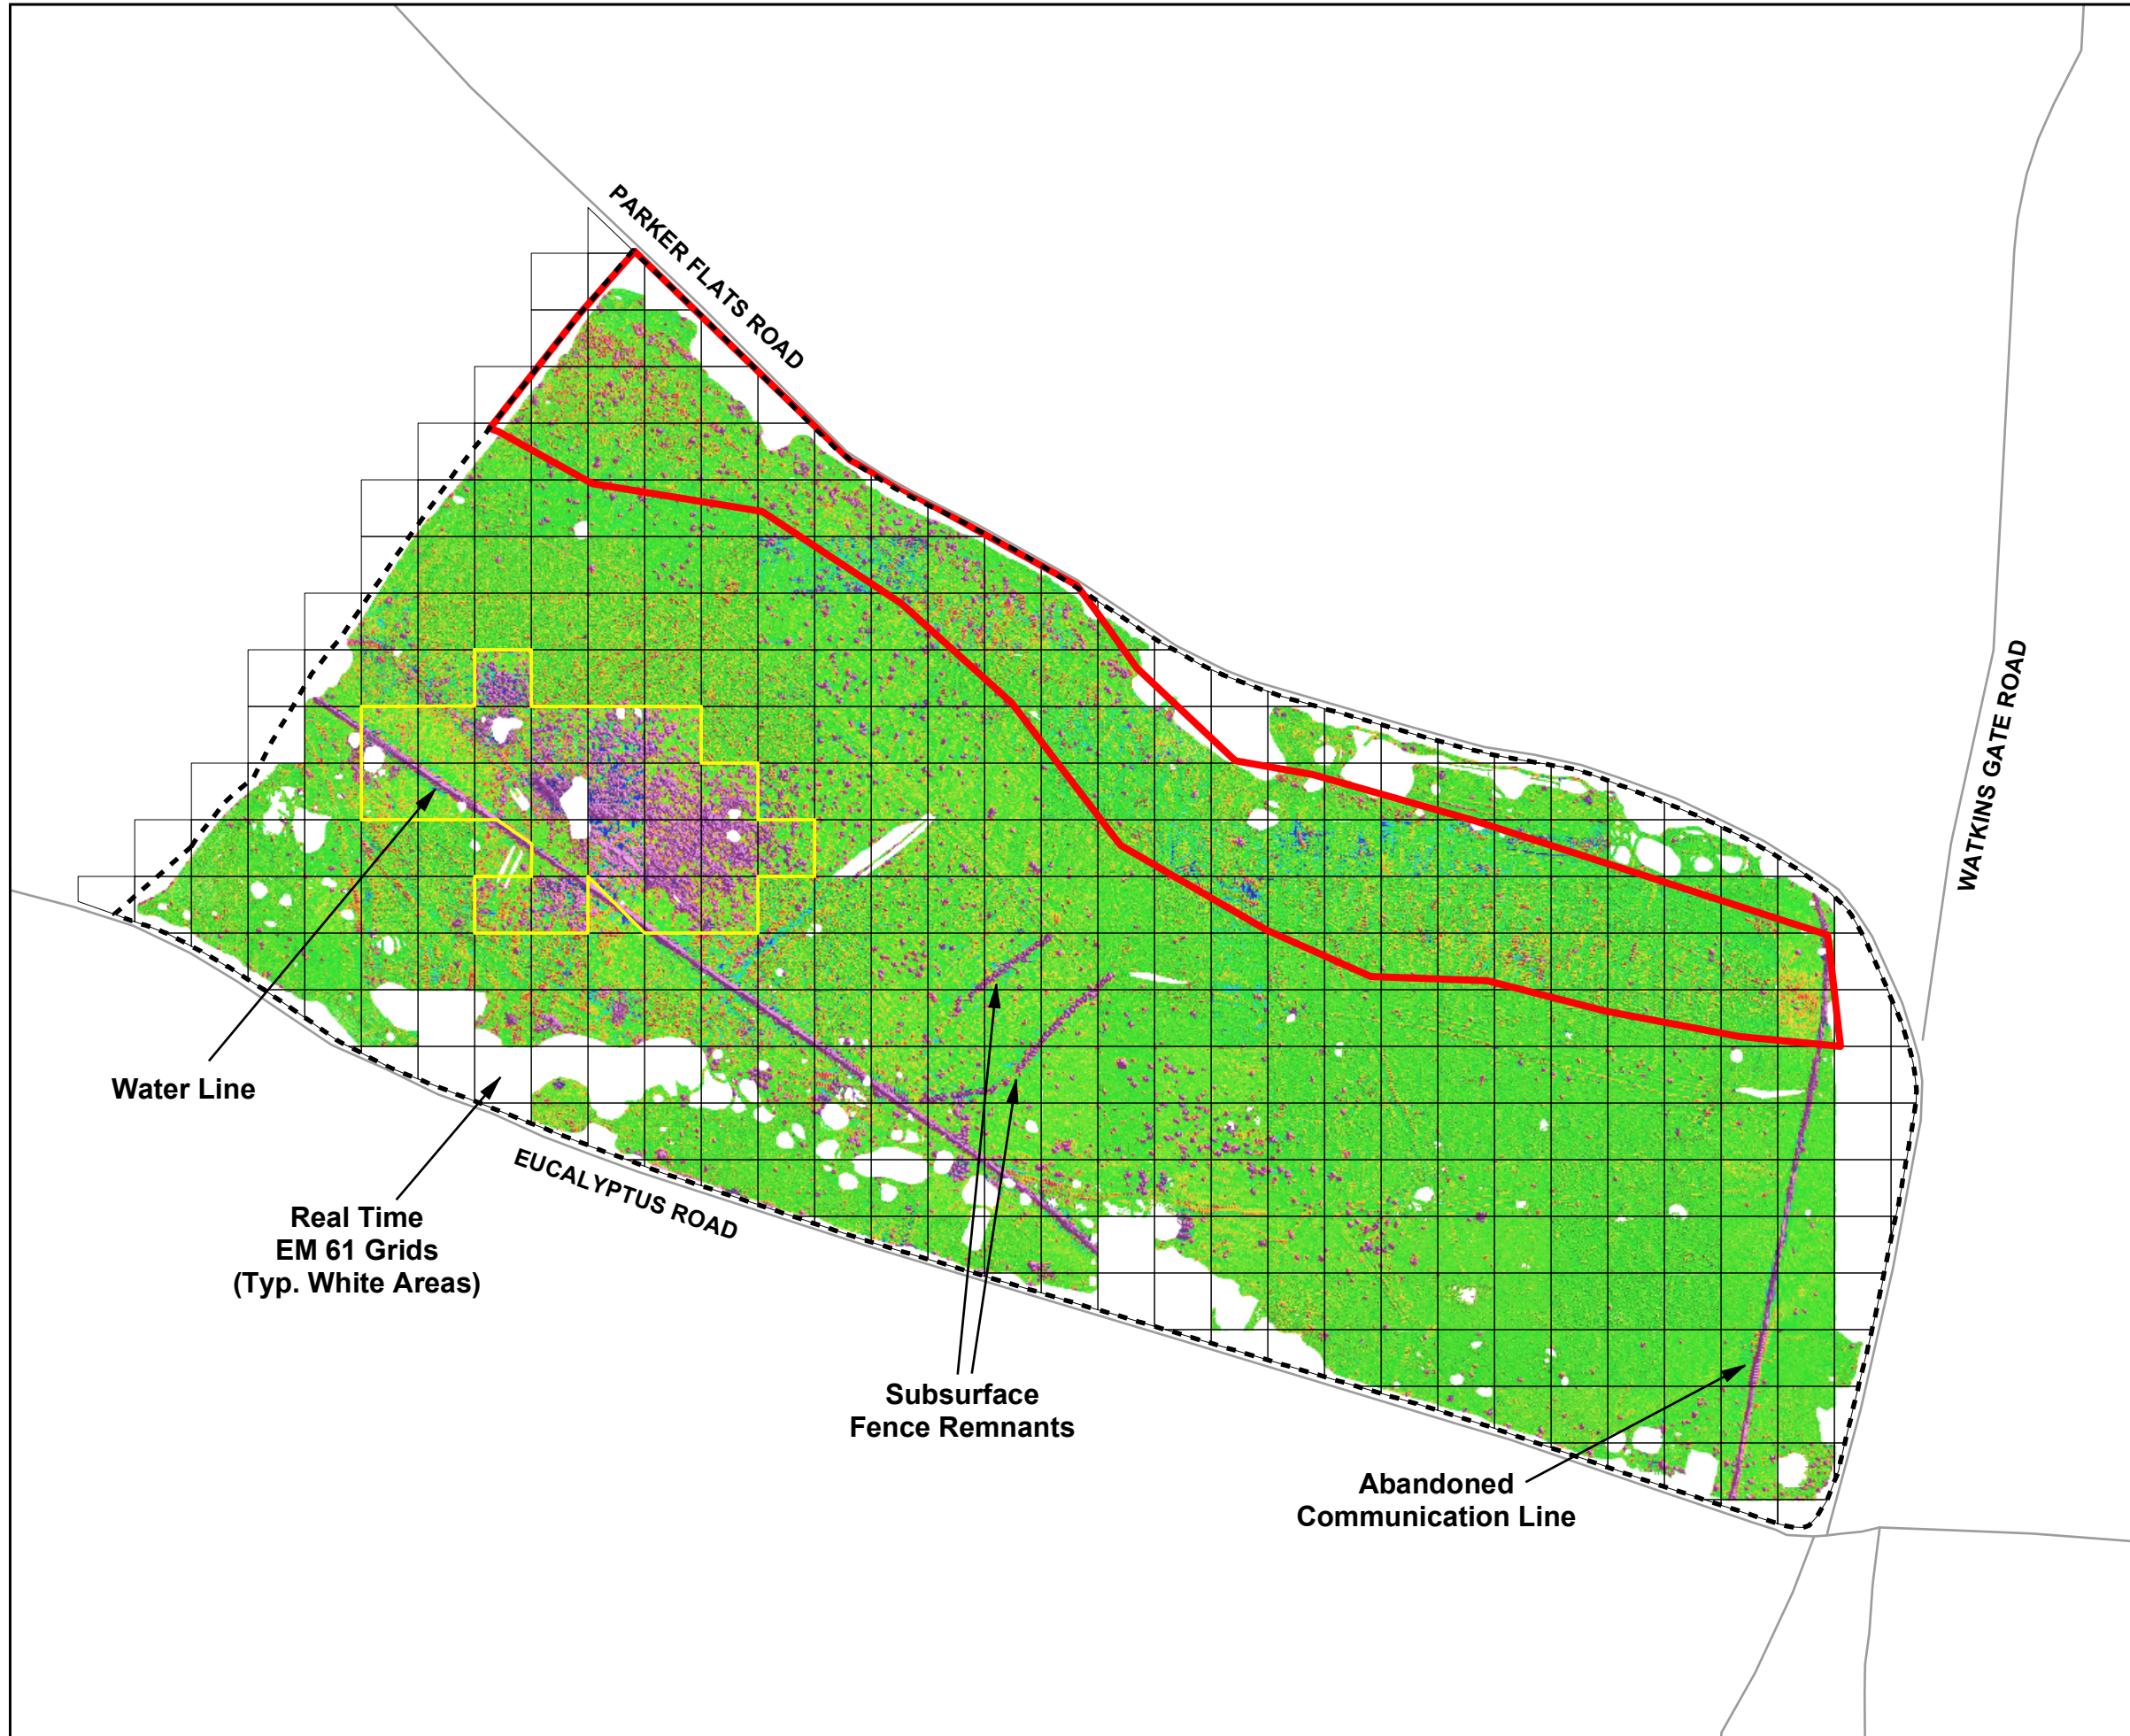 PARKER FLATS ROAD
WATKINS GATE ROAD
Water Line
Real Time
EM 61 Grids
(Typ. White Areas)
EUCALYPTUS ROAD
Subsurface
Fence Remnants
Abandoned
Communication Line